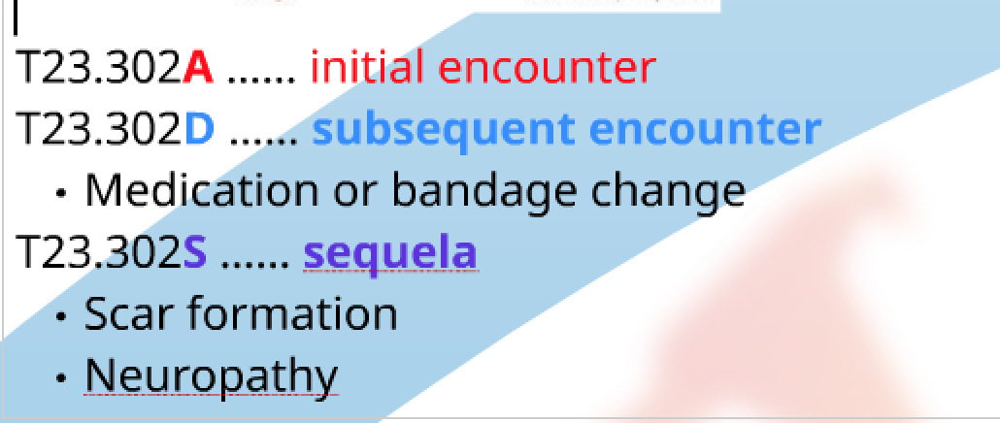 T23.302A ...... initial encounter
T23.302D ...... subsequent encounter
• Medication or bandage change
T23.302S ...... sequela
• Scar formation
• Neuropathy